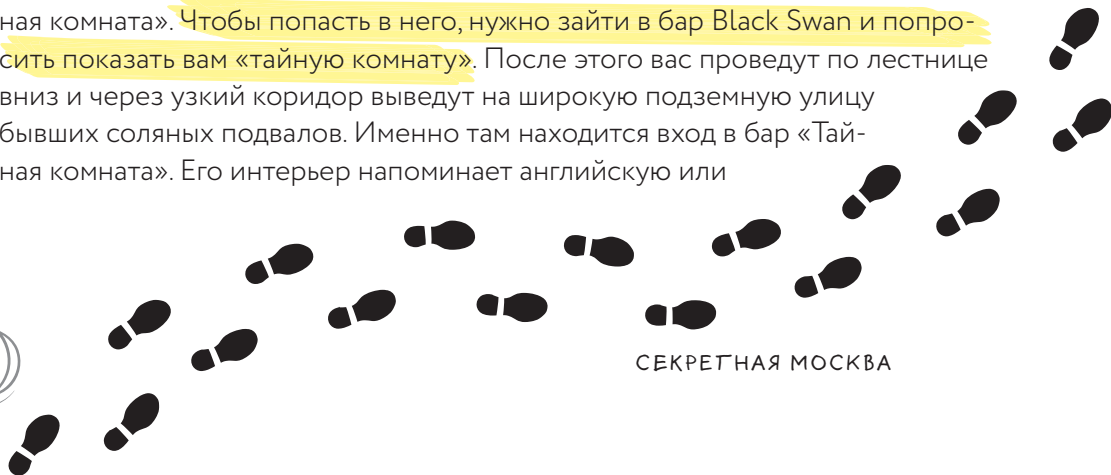 ная комната». Чтобы попасть в него, нужно зайти в бар Black Swan и попро-
сить показать вам «тайную комнату». После этого вас проведут по лестнице
вниз и через узкий коридор выведут на широкую подземную улицу
бывших соляных подвалов. Именно там находится вход в бар «Тай-
ная комната». Его интерьер напоминает английскую или
СЕКРЕТНАЯ МОСКВА